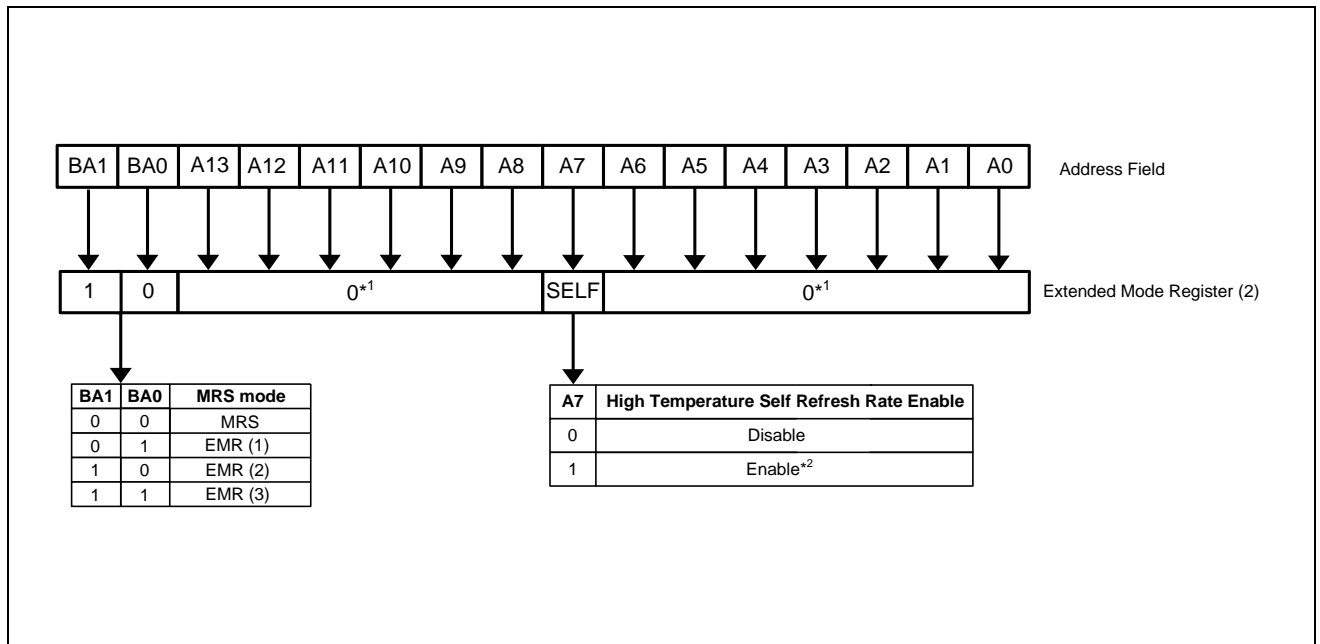 BA1 BA0 A13 A12 A11 A10 A9 A8 A7 A6 A5 A4 A3 A2 A1 A0 Address Field
1 0 0*1 SELF 0*1 Extended Mode Register (2)
BA1 BA0 MRS mode
0 0 MRS
0 1 EMR (1)
1 0 EMR (2)
1 1 EMR (3)
A7 High Temperature Self Refresh Rate Enable
0 Disable
1 Enable*2